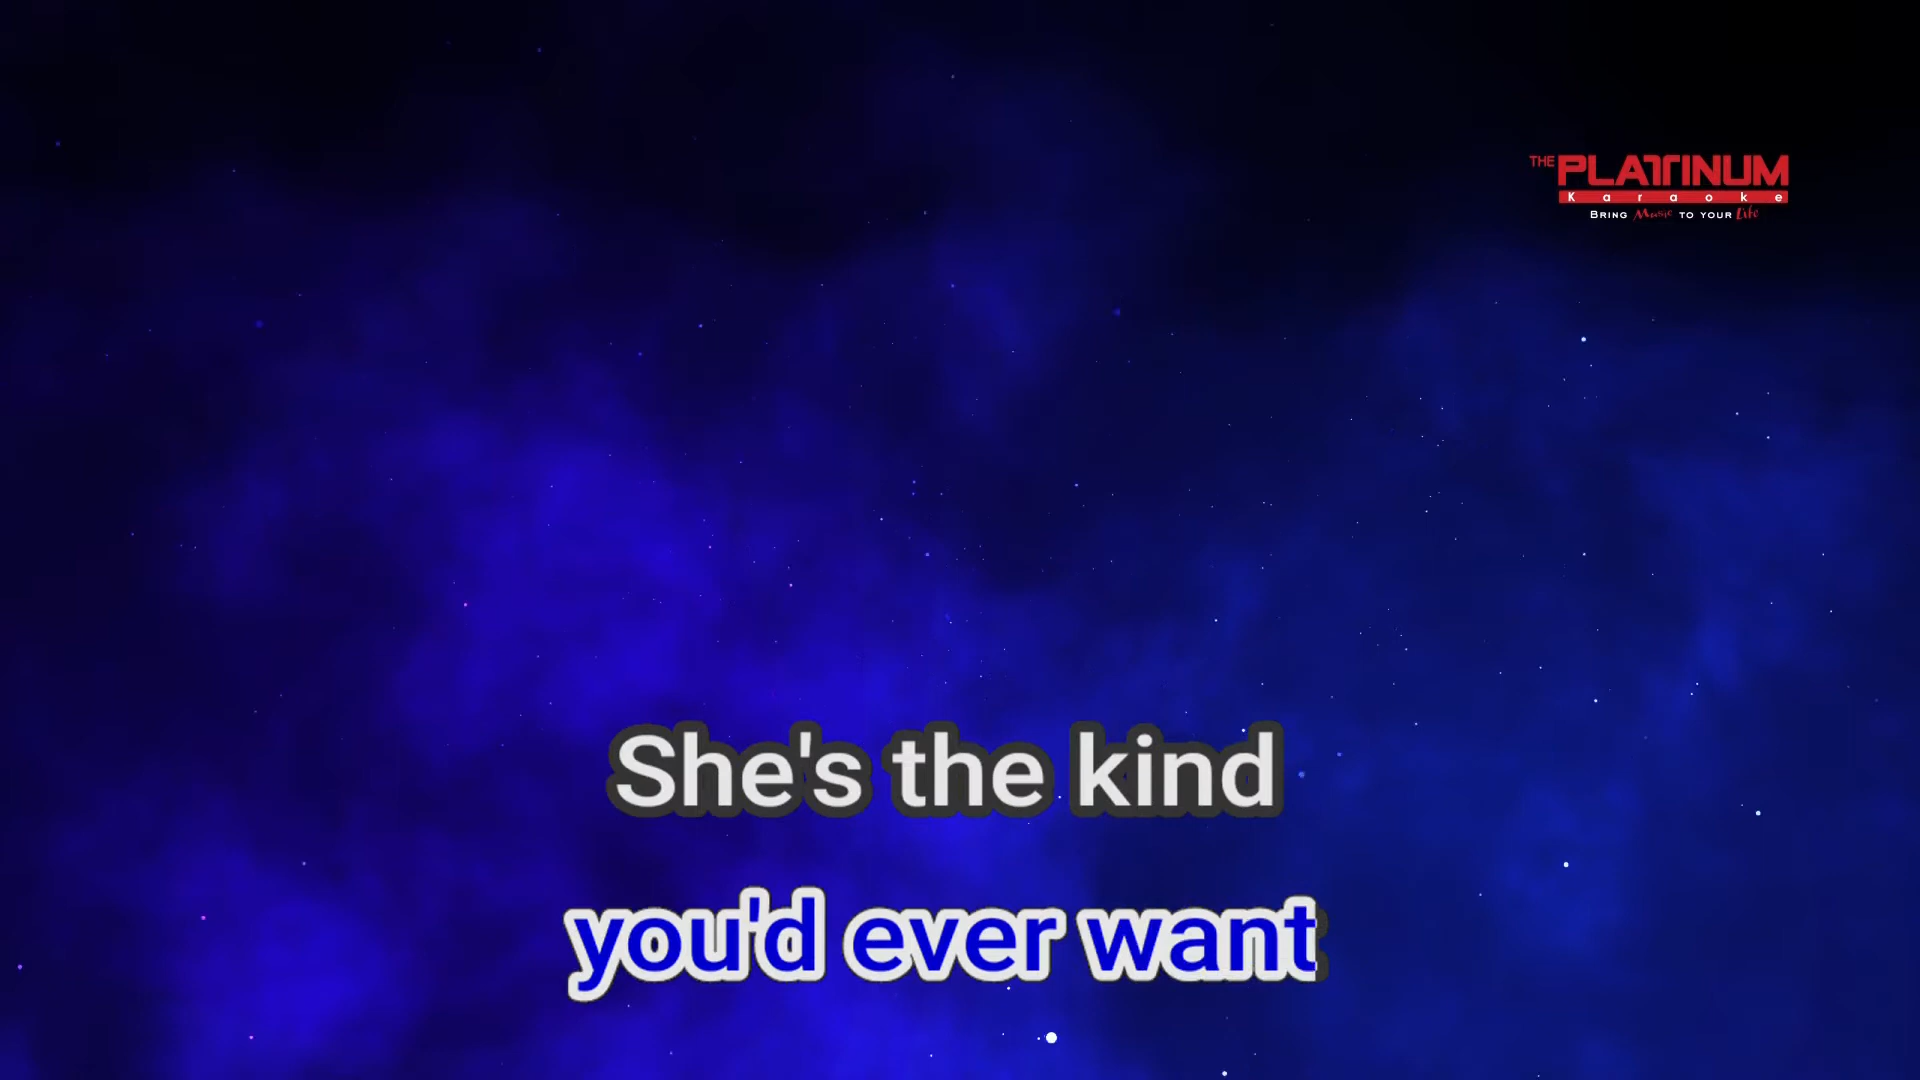 THE PLATINUM
Karaoke
BRING Music TO YOUR Life
She's the kind
you'd ever want